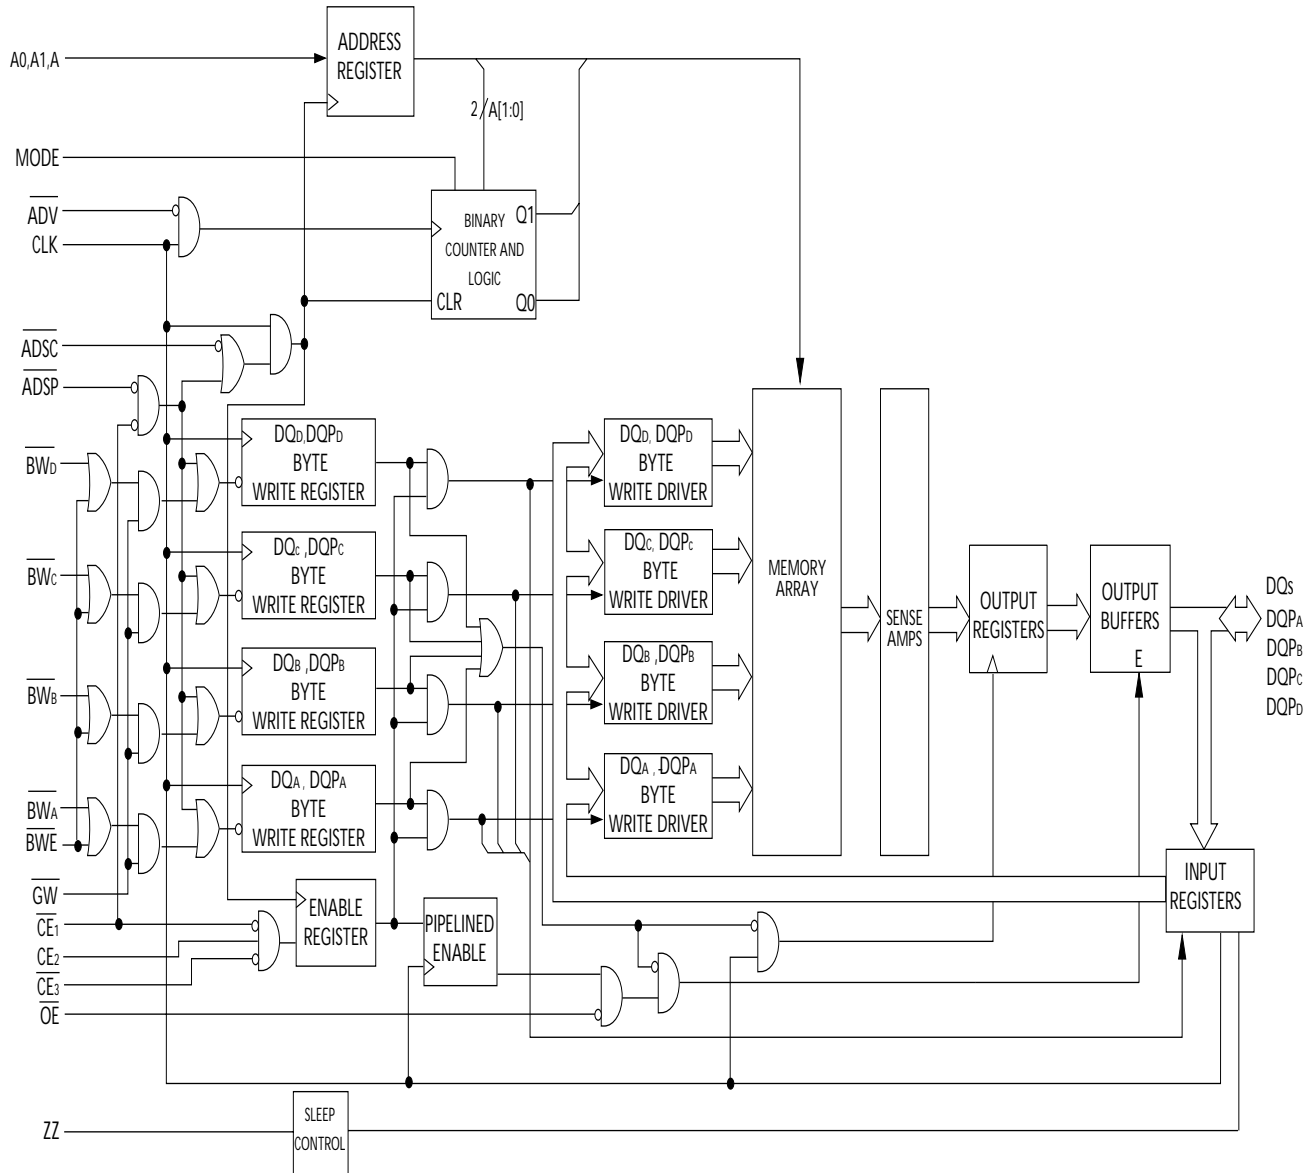 A0,A1,A
ADDRESS
REGISTER
2 / A[1:0]
MODE
ADV
CLK
BINARY
COUNTER AND
LOGIC
CLR
Q1
Q0
ADSC
ADSP
BWD
BWC
BWB
BWA
BWE
GW
CE1
CE2
CE3
OE
ZZ
DQD,DQPD
BYTE
WRITE REGISTER
DQc ,DQPC
BYTE
WRITE REGISTER
DQB ,DQPB
BYTE
WRITE REGISTER
DQA , DQPA
BYTE
WRITE REGISTER
ENABLE
REGISTER
PIPELINED
ENABLE
SLEEP
CONTROL
DQD, DQPD
BYTE
WRITE DRIVER
DQC, DQPc
BYTE
WRITE DRIVER
DQB ,DQPB
BYTE
WRITE DRIVER
DQA , DQPA
BYTE
WRITE DRIVER
MEMORY
ARRAY
SENSE
AMPS
OUTPUT
REGISTERS
OUTPUT
BUFFERS
E
INPUT
REGISTERS
DQs
DQPA
DQPB
DQPC
DQPD